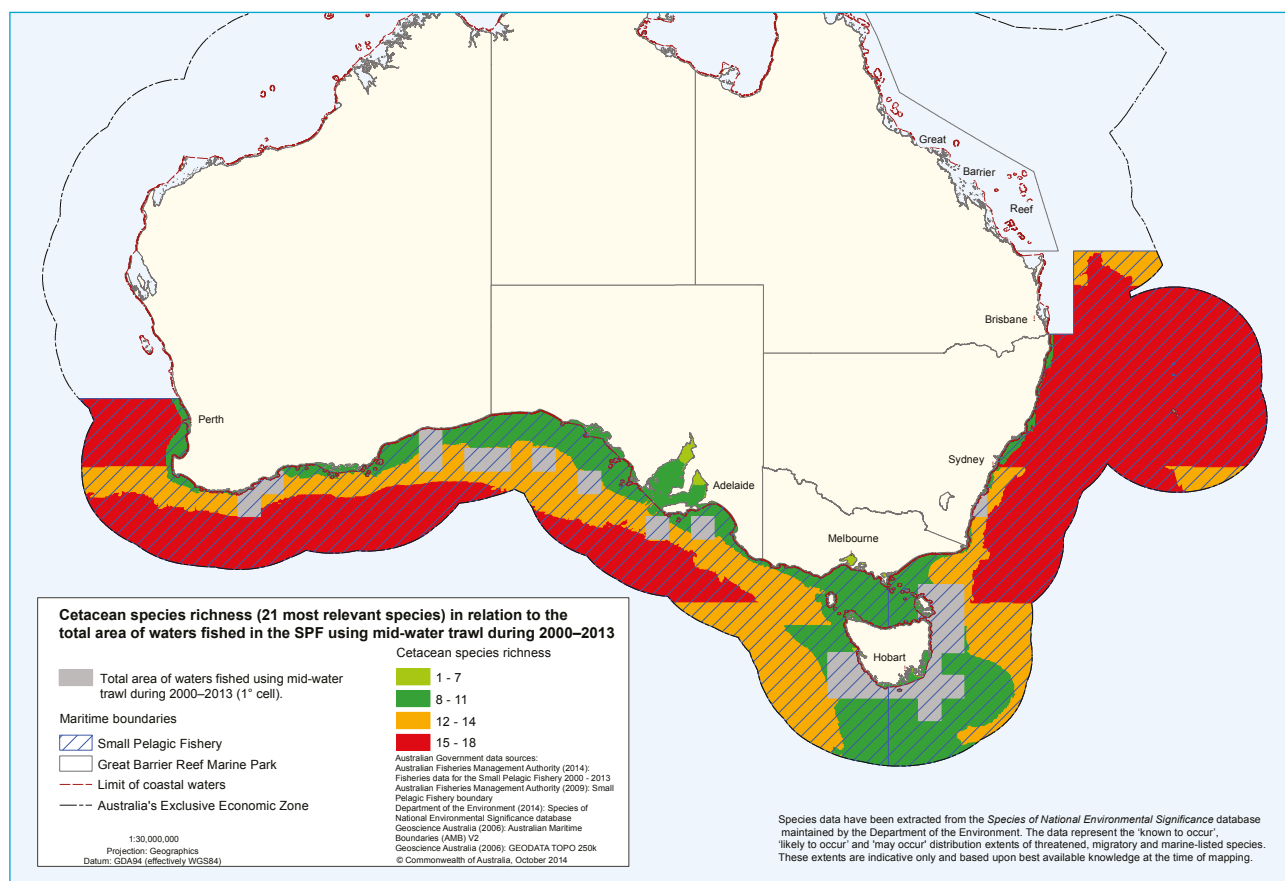 Great
Barrier
Reef
Brisbane
Perth
Sydney
Adelaide
Melbourne
Hobart
Cetacean species richness (21 most relevant species) in relation to the
total area of waters fished in the SPF using mid-water trawl during 2000–2013
Total area of waters fished using mid-water
trawl during 2000–2013 (1° cell).
Maritime boundaries
Small Pelagic Fishery
Great Barrier Reef Marine Park
Limit of coastal waters
Australia's Exclusive Economic Zone
1:30,000,000
Projection: Geographics
Datum: GDA94 (effectively WGS84)
Cetacean species richness
1 - 7
8 - 11
12 - 14
15 - 18
Australian Government data sources:
Australian Fisheries Management Authority (2014):
Fisheries data for the Small Pelagic Fishery 2000 - 2013
Australian Fisheries Management Authority (2009): Small
Pelagic Fishery boundary
Department of the Environment (2014): Species of
National Environmental Significance database
Geoscience Australia (2006): Australian Maritime
Boundaries (AMB) V2
Geoscience Australia (2006): GEODATA TOPO 250k
© Commonwealth of Australia, October 2014
Species data have been extracted from the Species of National Environmental Significance database
maintained by the Department of the Environment. The data represent the 'known to occur',
'likely to occur' and 'may occur' distribution extents of threatened, migratory and marine-listed species.
These extents are indicative only and based upon best available knowledge at the time of mapping.